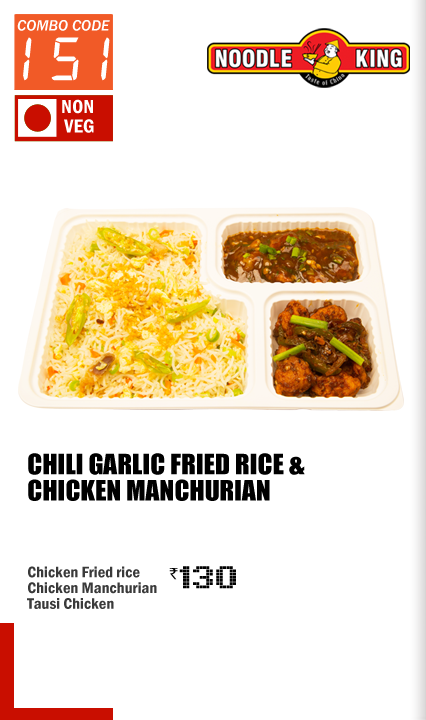 COMBO CODE
151
NON
VEG
NOODLE KING
Taste of China
CHILI GARLIC FRIED RICE &
CHICKEN MANCHURIAN
Chicken Fried rice
₹130
Chicken Manchurian
Tausi Chicken